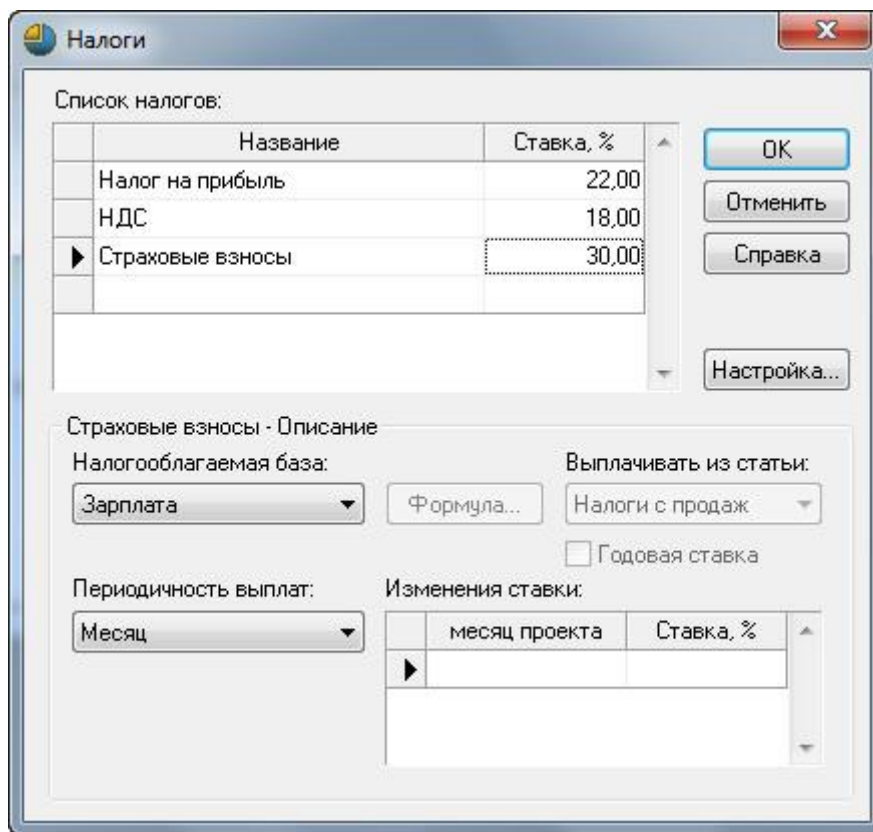 Налоги
Список налогов:
Название Ставка, %
Налог на прибыль 22,00
НДС 18,00
Страховые взносы 30,00
OK
Отменить
Справка
Настройка...
Страховые взносы - Описание
Налогооблагаемая база: Выплачивать из статьи:
Зарплата Формула... Налоги с продаж
Годовая ставка
Периодичность выплат: Изменения ставки:
Месяц месяц проекта Ставка, %